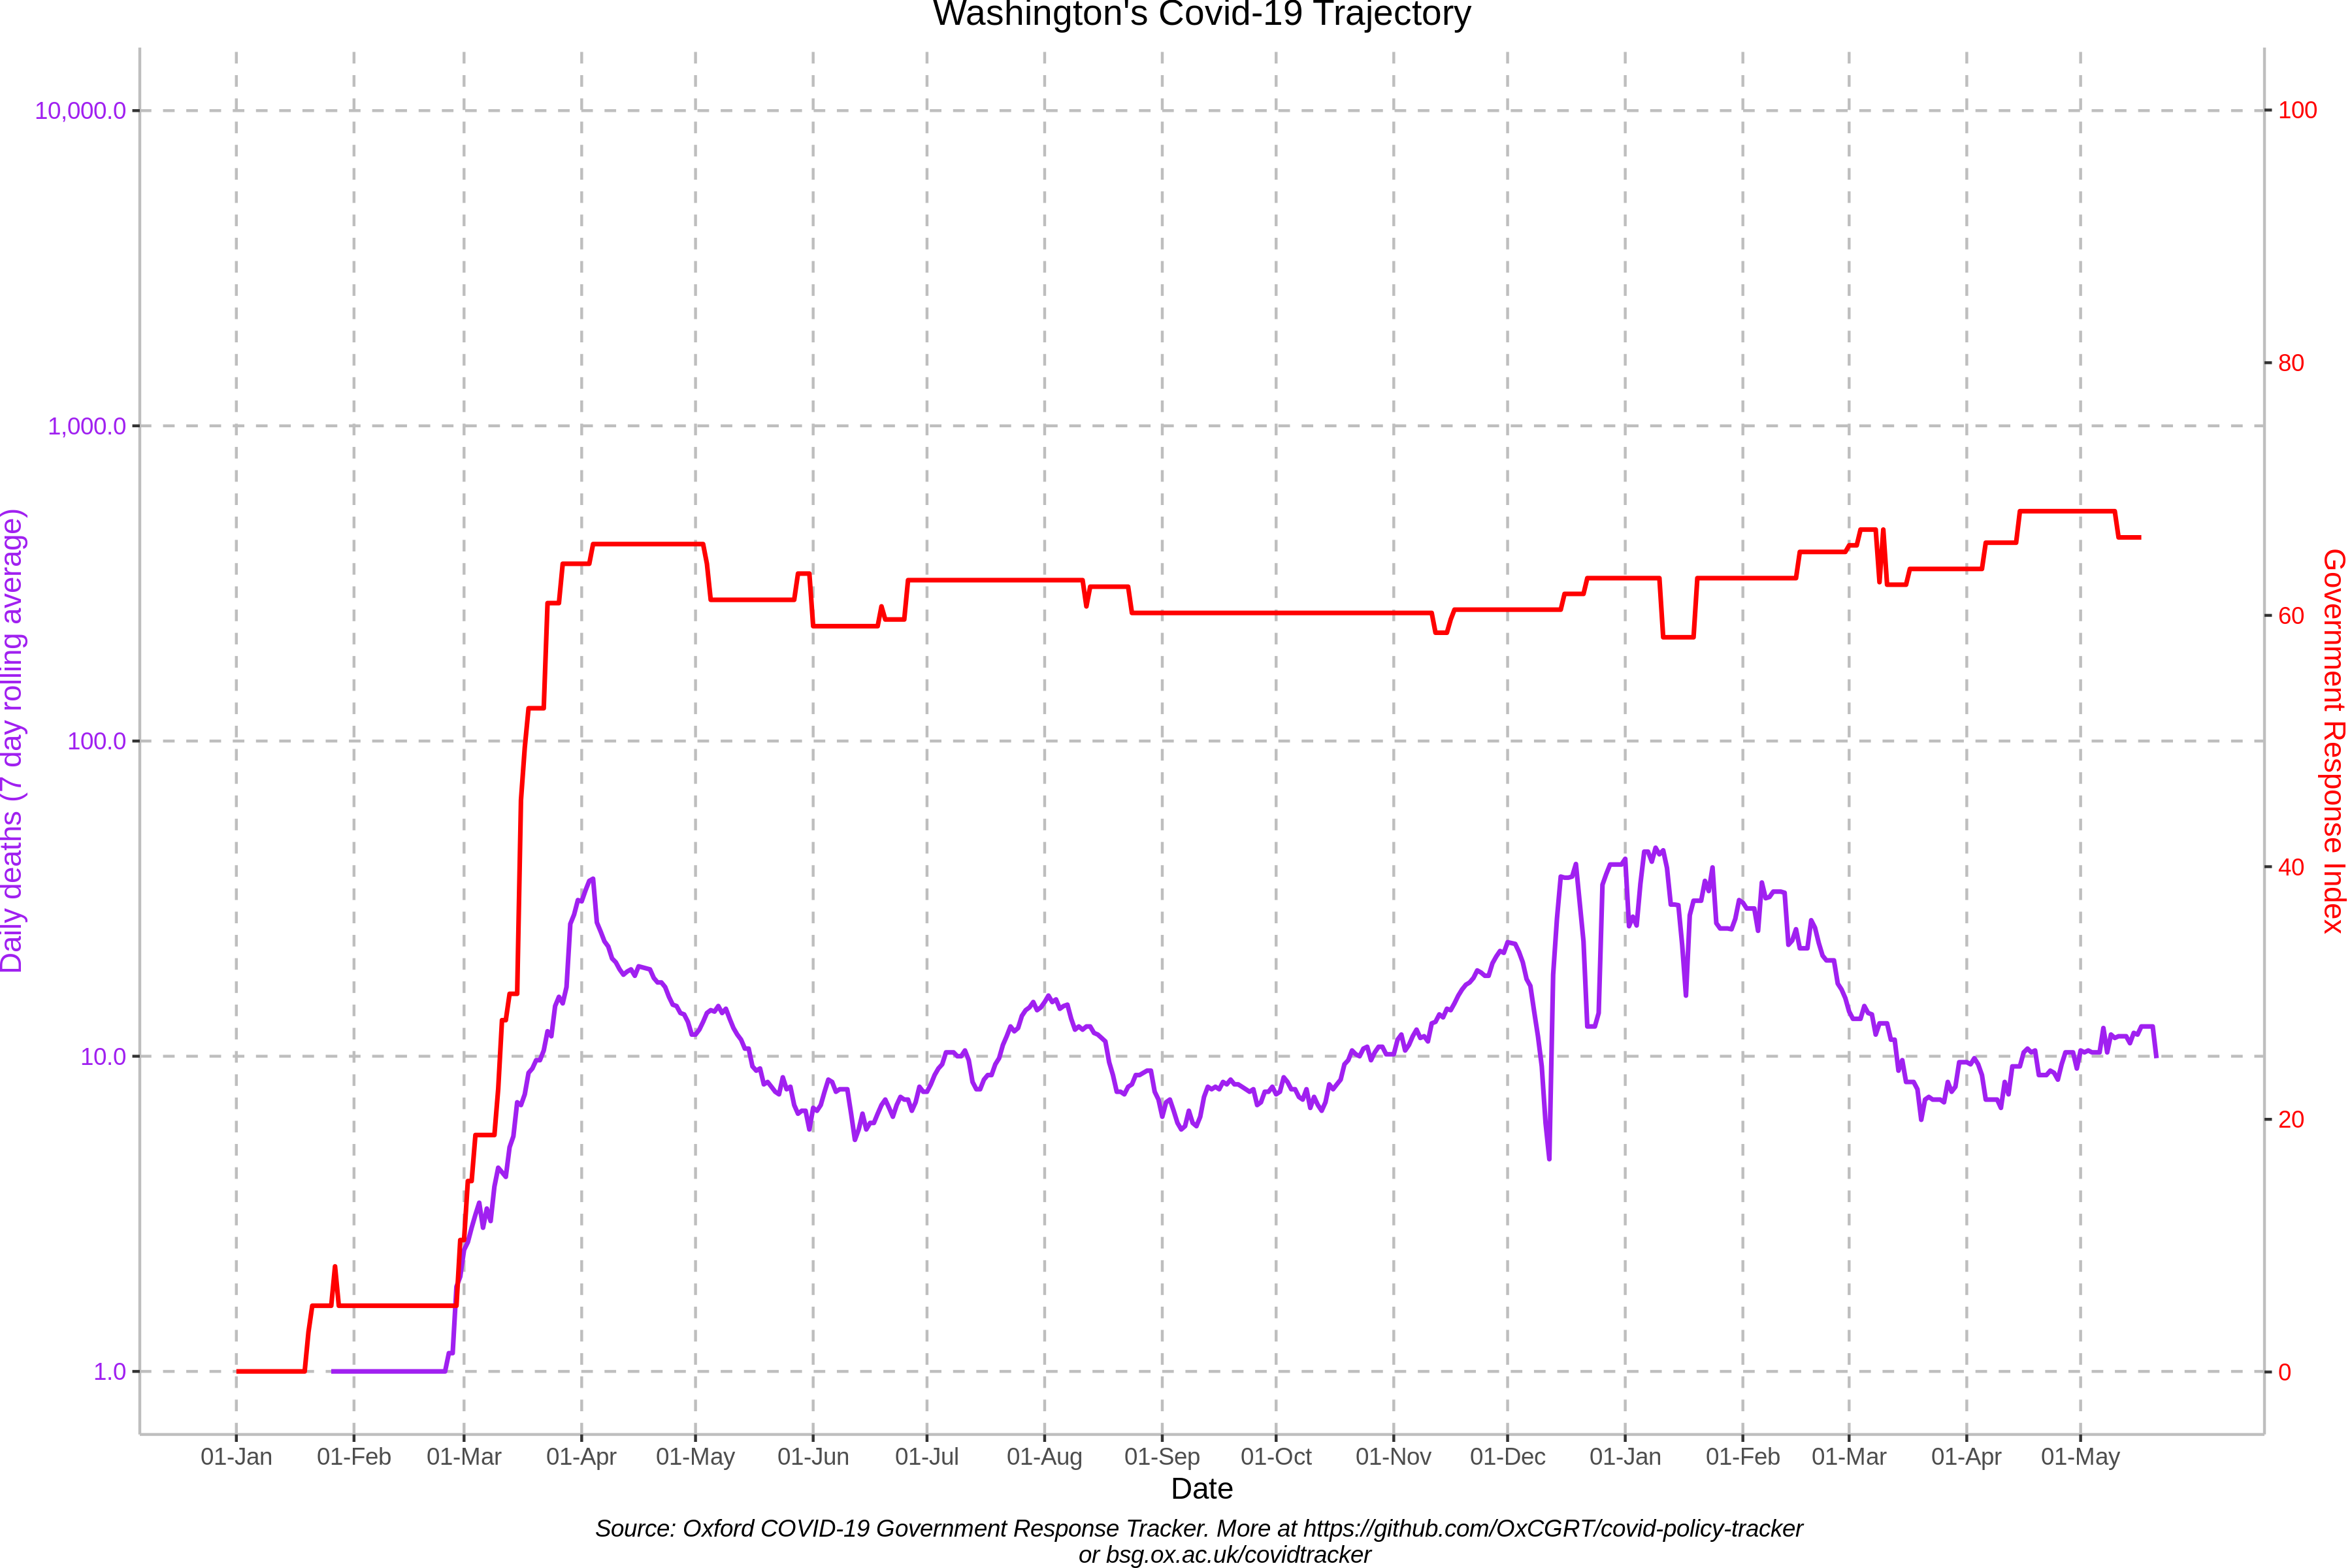 Washington's Covid-19 Trajectory
10,000.0
1,000.0
100.0
10.0
1.0
Daily deaths (7 day rolling average)
100
80
60
40
20
0
Government Response Index
01-Jan 01-Feb 01-Mar 01-Apr 01-May 01-Jun 01-Jul 01-Aug 01-Sep 01-Oct 01-Nov 01-Dec 01-Jan 01-Feb 01-Mar 01-Apr 01-May
Date
Source: Oxford COVID-19 Government Response Tracker. More at https://github.com/OxCGRT/covid-policy-tracker
or bsg.ox.ac.uk/covidtracker